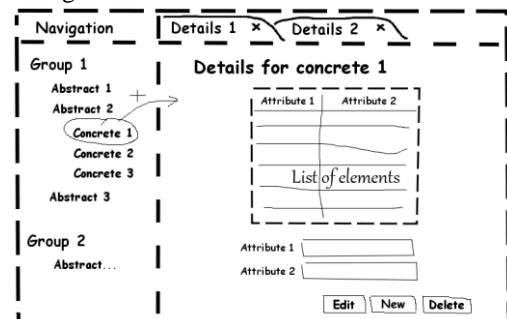 Navigation
Details 1 × Details 2 ×
Group 1
Abstract 1
Abstract 2
Concrete 1
Concrete 2
Concrete 3
Abstract 3
Group 2
Abstract...
Details for concrete 1
Attribute 1 Attribute 2
List of elements
Attribute 1
Attribute 2
Edit New Delete